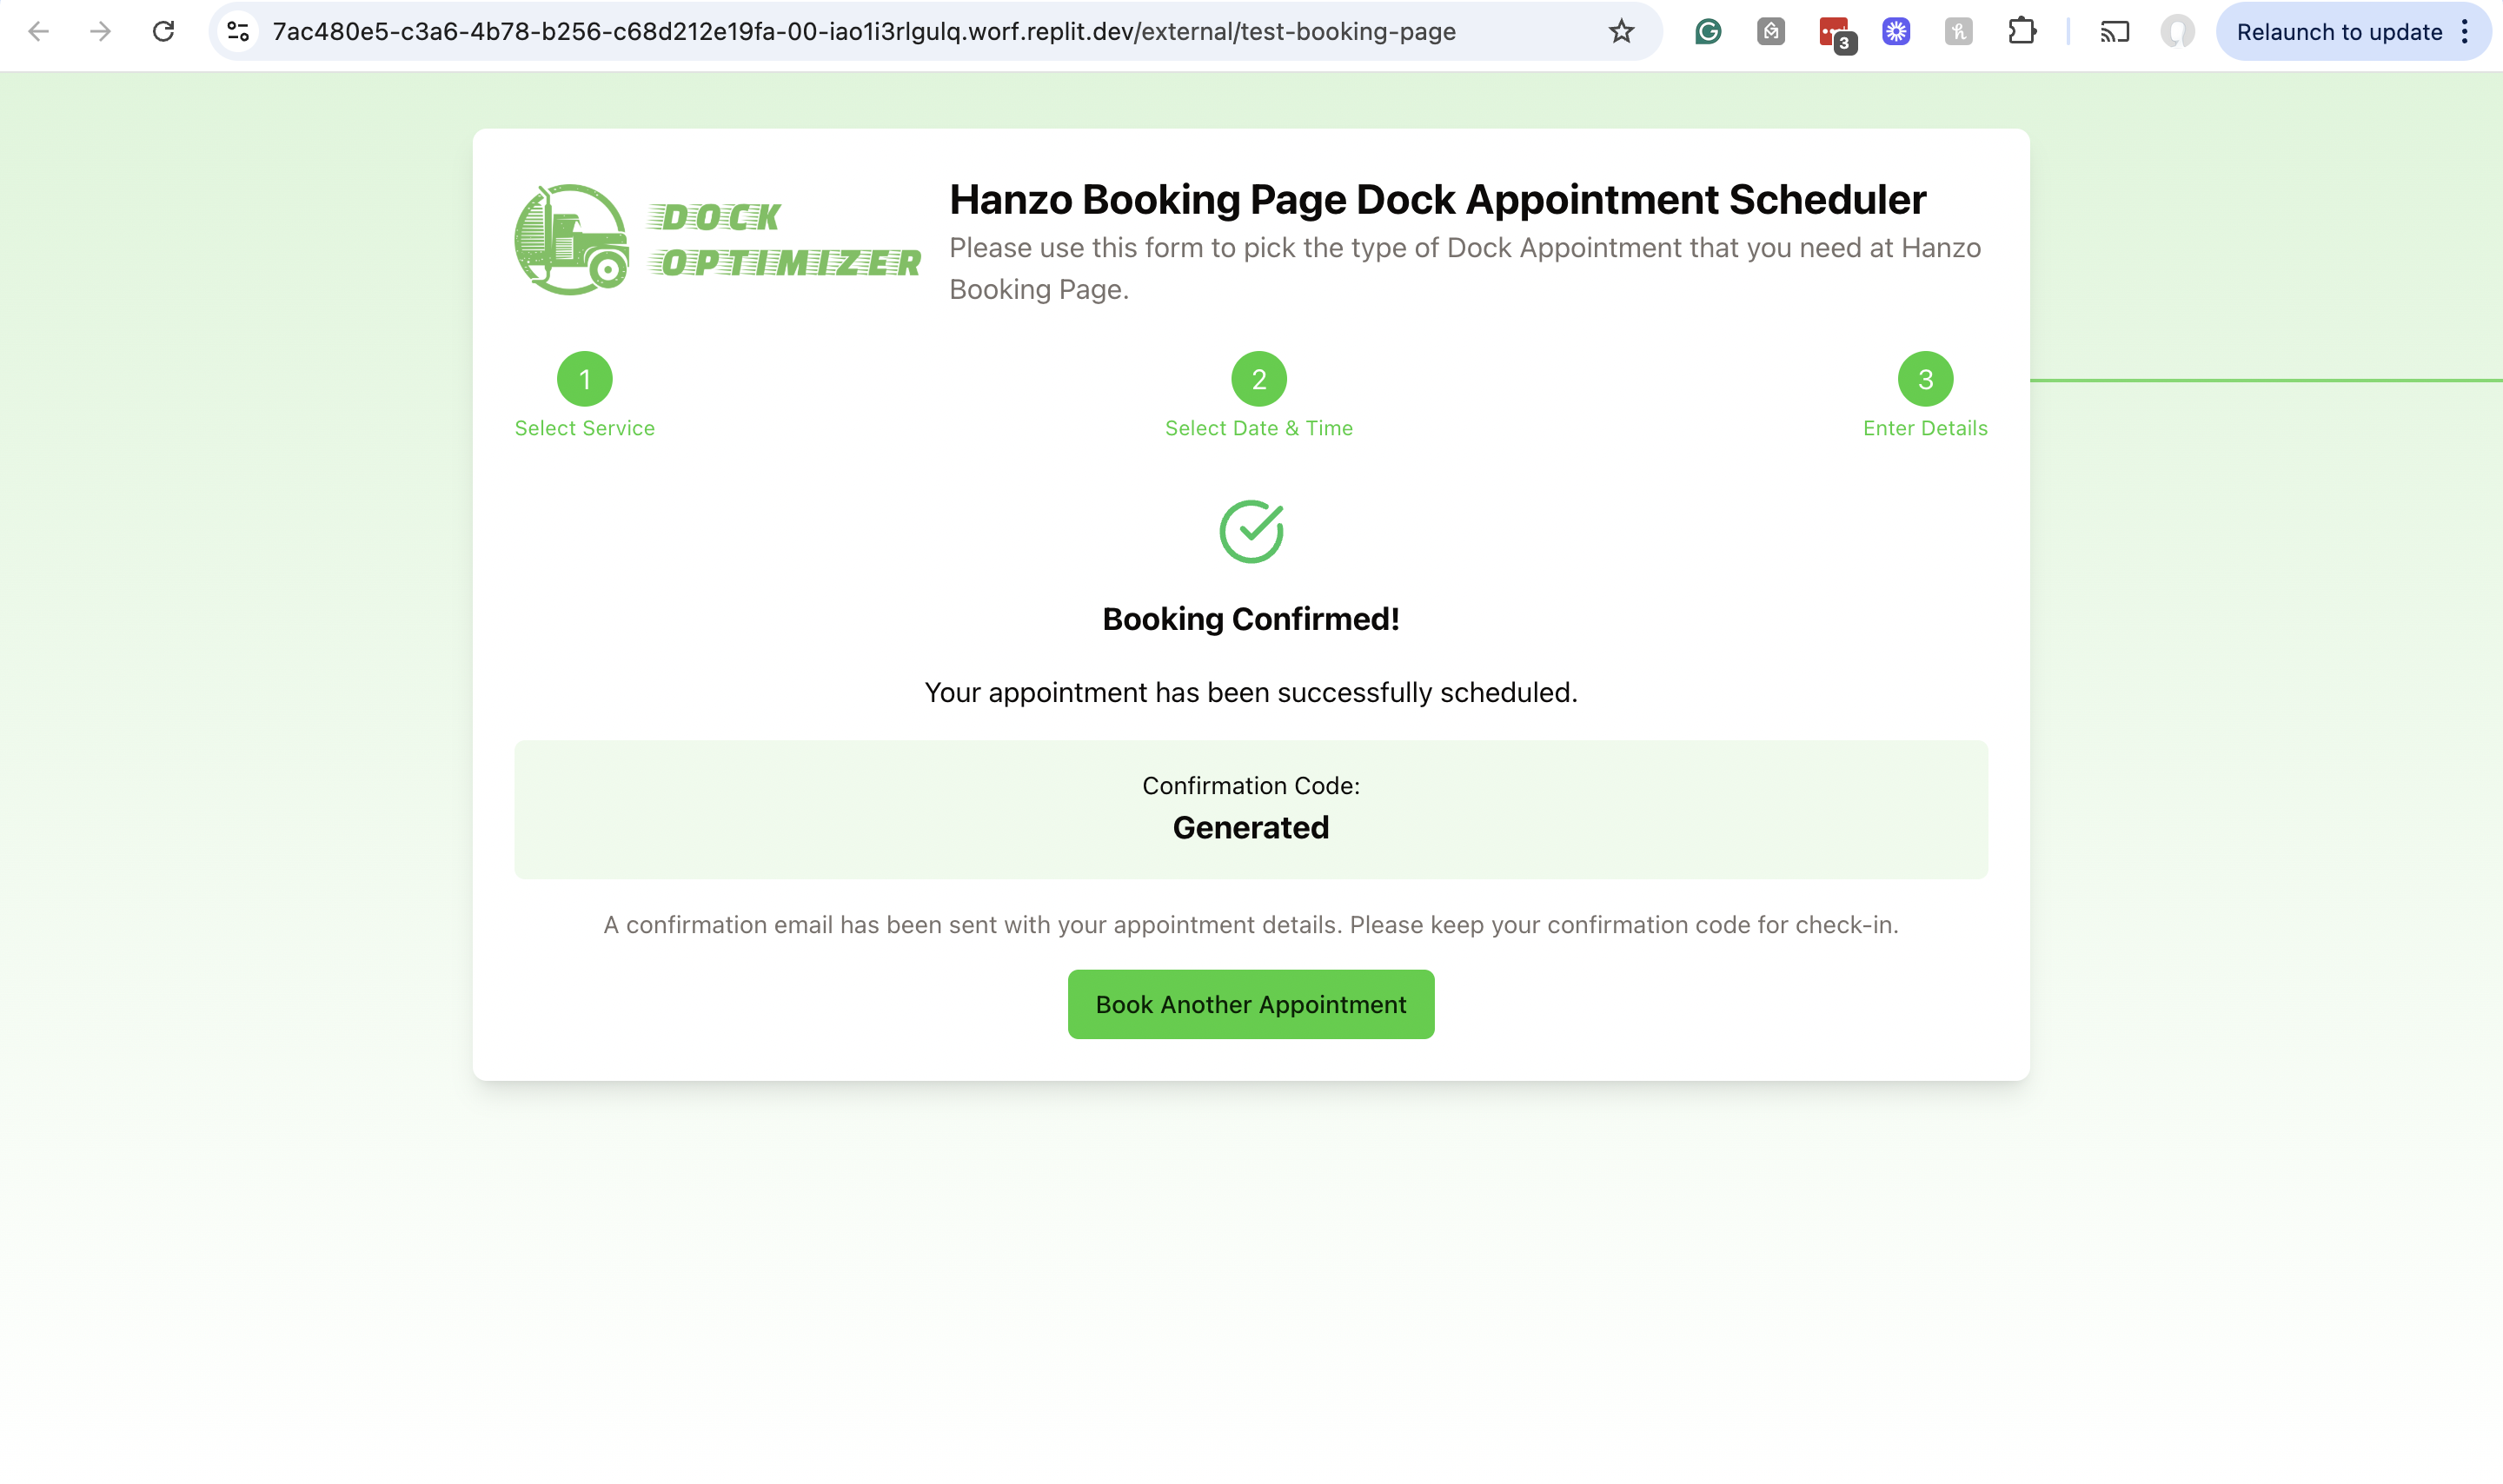 7ac480e5-c3a6-4b78-b256-c68d212e19fa-00-iao1i3rlgulq.worf.replit.dev/external/test-booking-page
3
Relaunch to update
DOCK
OPTIMIZER
Hanzo Booking Page Dock Appointment Scheduler
Please use this form to pick the type of Dock Appointment that you need at Hanzo
Booking Page.
1
Select Service
2
Select Date & Time
3
Enter Details
Booking Confirmed!
Your appointment has been successfully scheduled.
Confirmation Code:
Generated
A confirmation email has been sent with your appointment details. Please keep your confirmation code for check-in.
Book Another Appointment